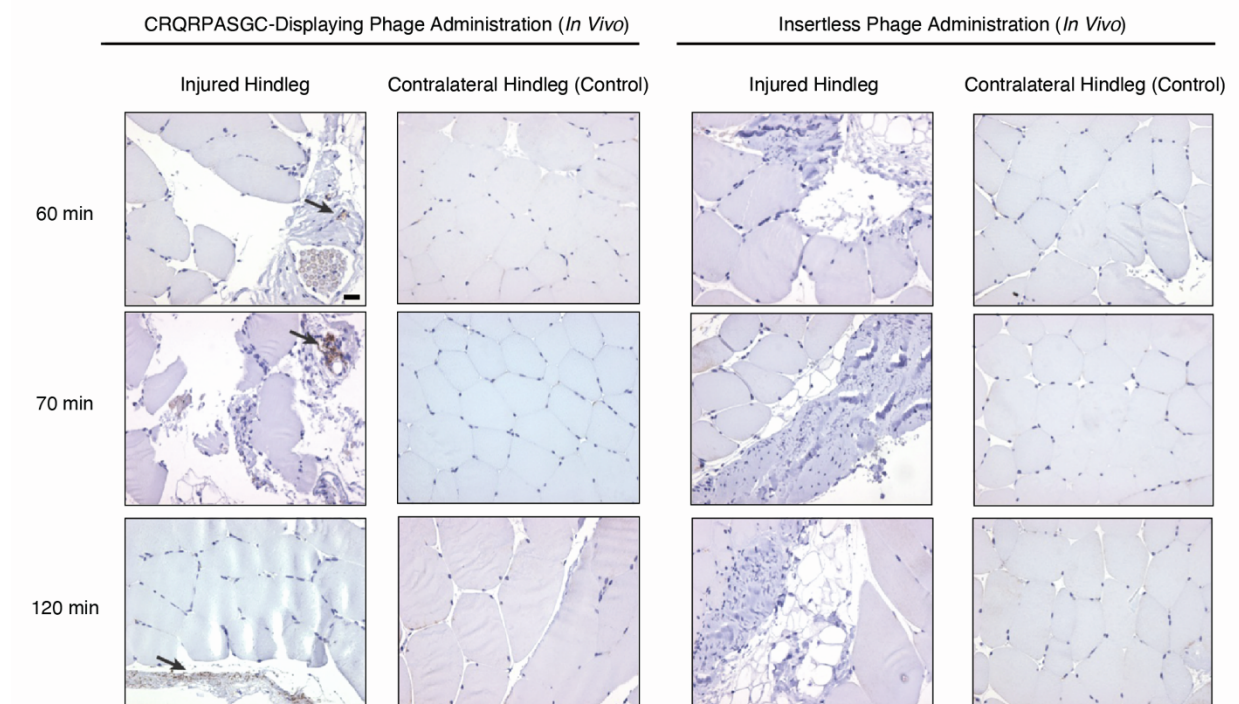 CRQRPASGC-Displaying Phage Administration (In Vivo)
Insertless Phage Administration (In Vivo)
Injured Hindleg
Contralateral Hindleg (Control)
Injured Hindleg
Contralateral Hindleg (Control)
60 min
70 min
120 min